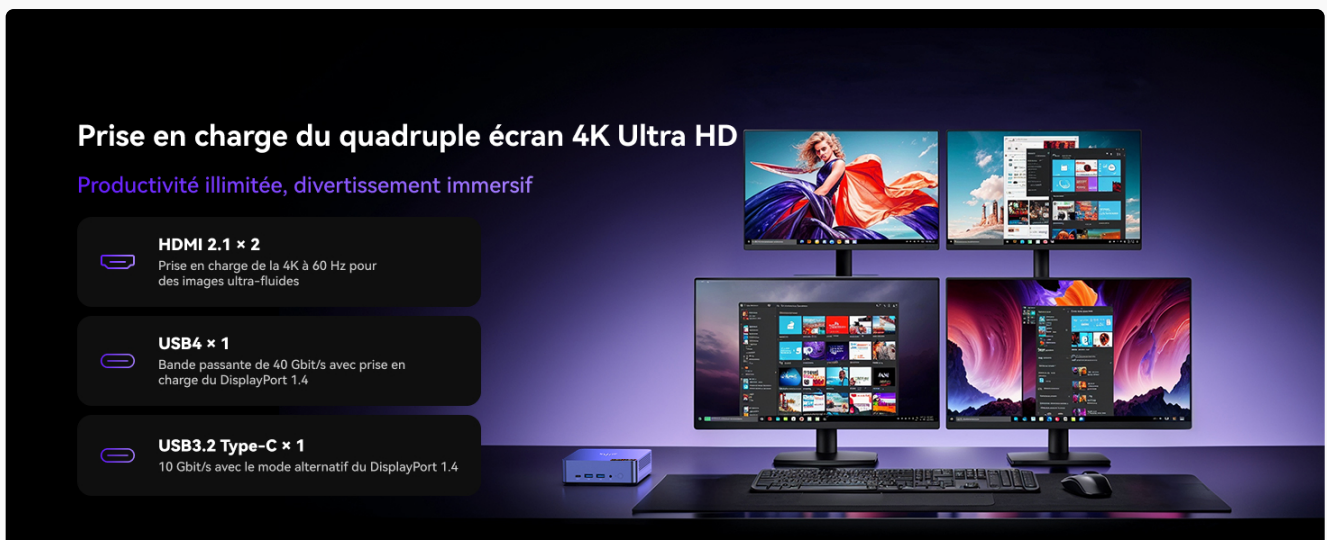 Prise en charge du quadruple écran 4K Ultra HD
Productivité illimitée, divertissement immersif
HDMI 2.1 × 2
Prise en charge de la 4K à 60 Hz pour
des images ultra-fluides
USB4 × 1
Bande passante de 40 Gbit/s avec prise en
charge du DisplayPort 1.4
USB3.2 Type-C × 1
10 Gbit/s avec le mode alternatif du DisplayPort 1.4